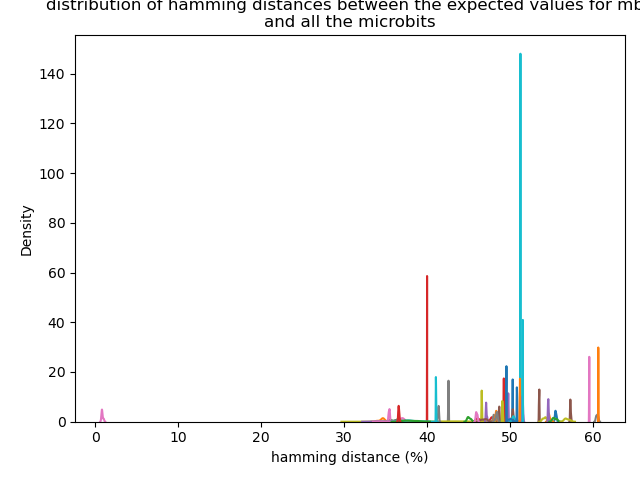 distribution of hamming distances between the expected values for mb
and all the microbits
140
120
100
80
60
40
20
0
Density
0 10 20 30 40 50 60
hamming distance (%)